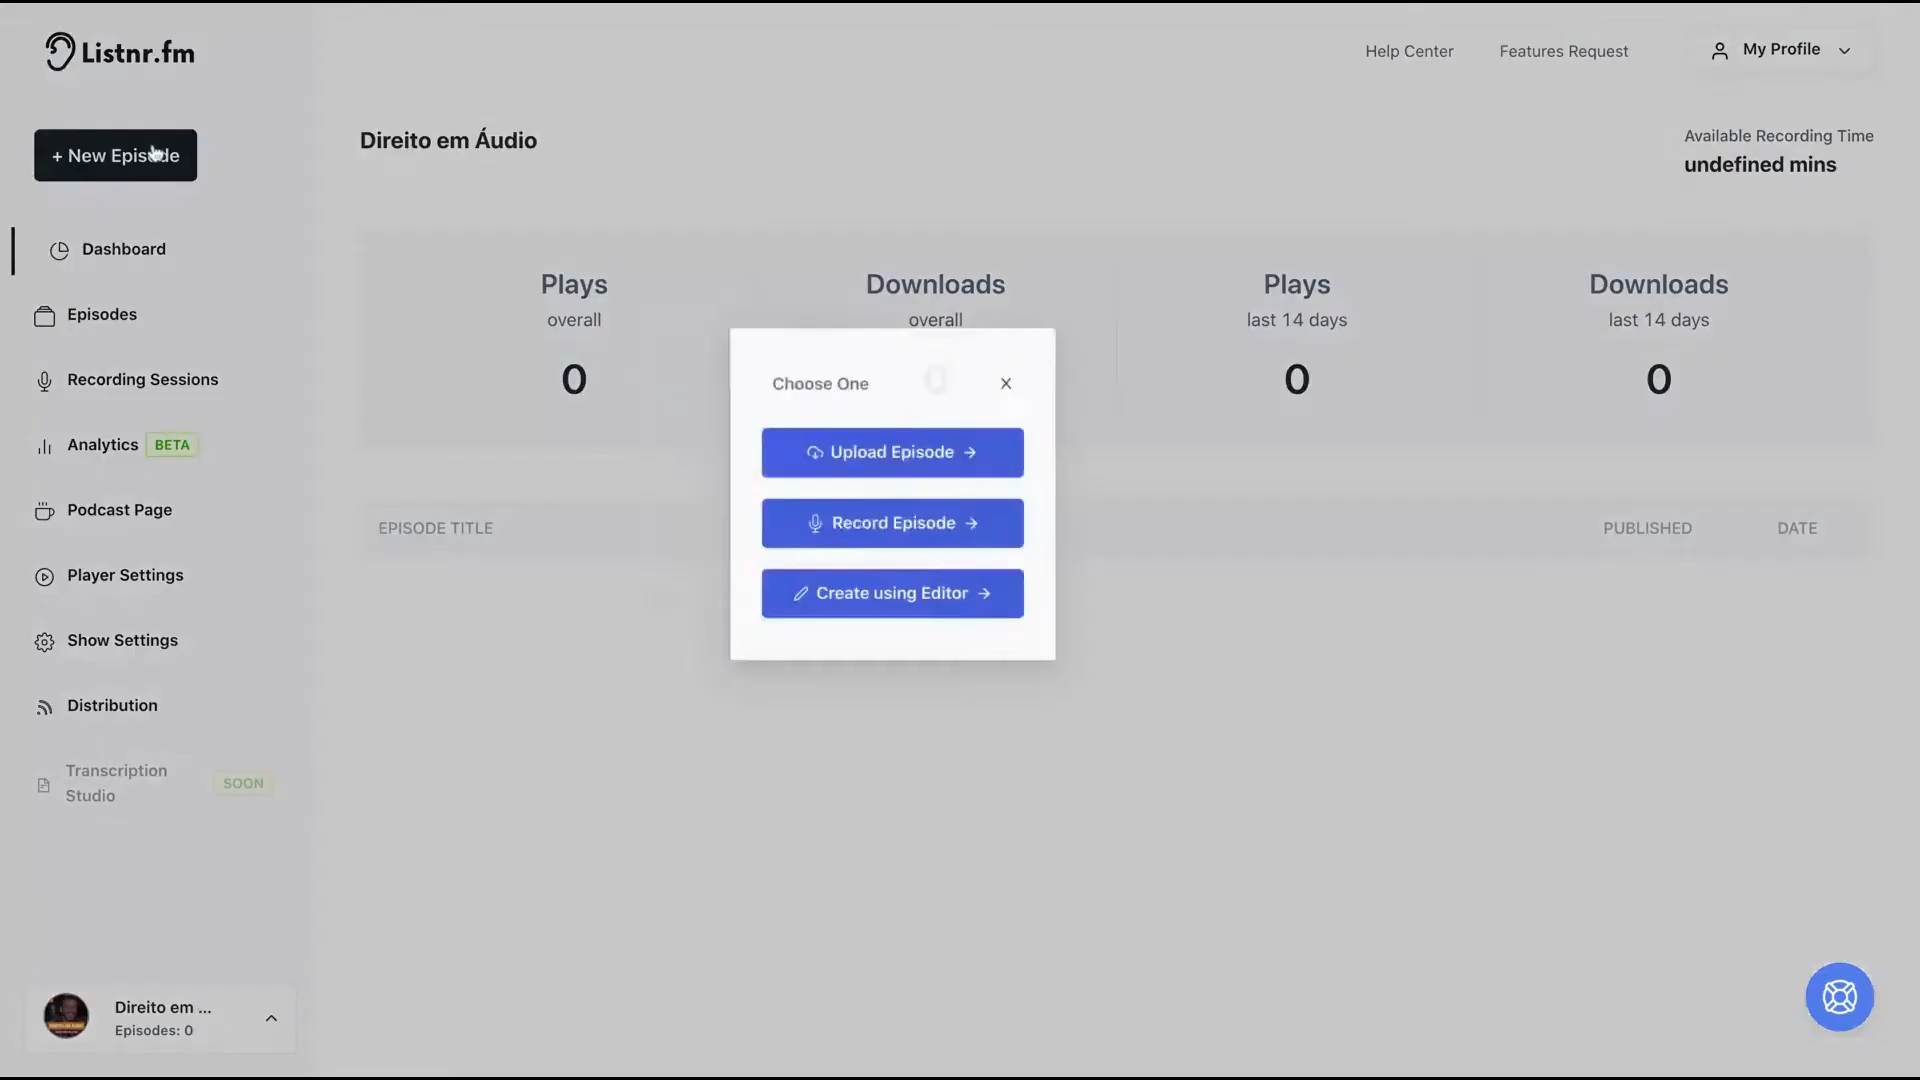 Listnr.fm
Help Center
Features Request
My Profile
+ New Episode
Direito em Áudio
Available Recording Time
undefined mins
Dashboard
Episodes
Recording Sessions
Analytics BETA
Podcast Page
Player Settings
Show Settings
Distribution
Transcription
Studio
SOON
Plays
overall
0
Downloads
overall
0
Plays
last 14 days
0
Downloads
last 14 days
0
Choose One X
Upload Episode →
Record Episode →
Create using Editor →
EPISODE TITLE
PUBLISHED
DATE
Direito em ...
Episodes: 0